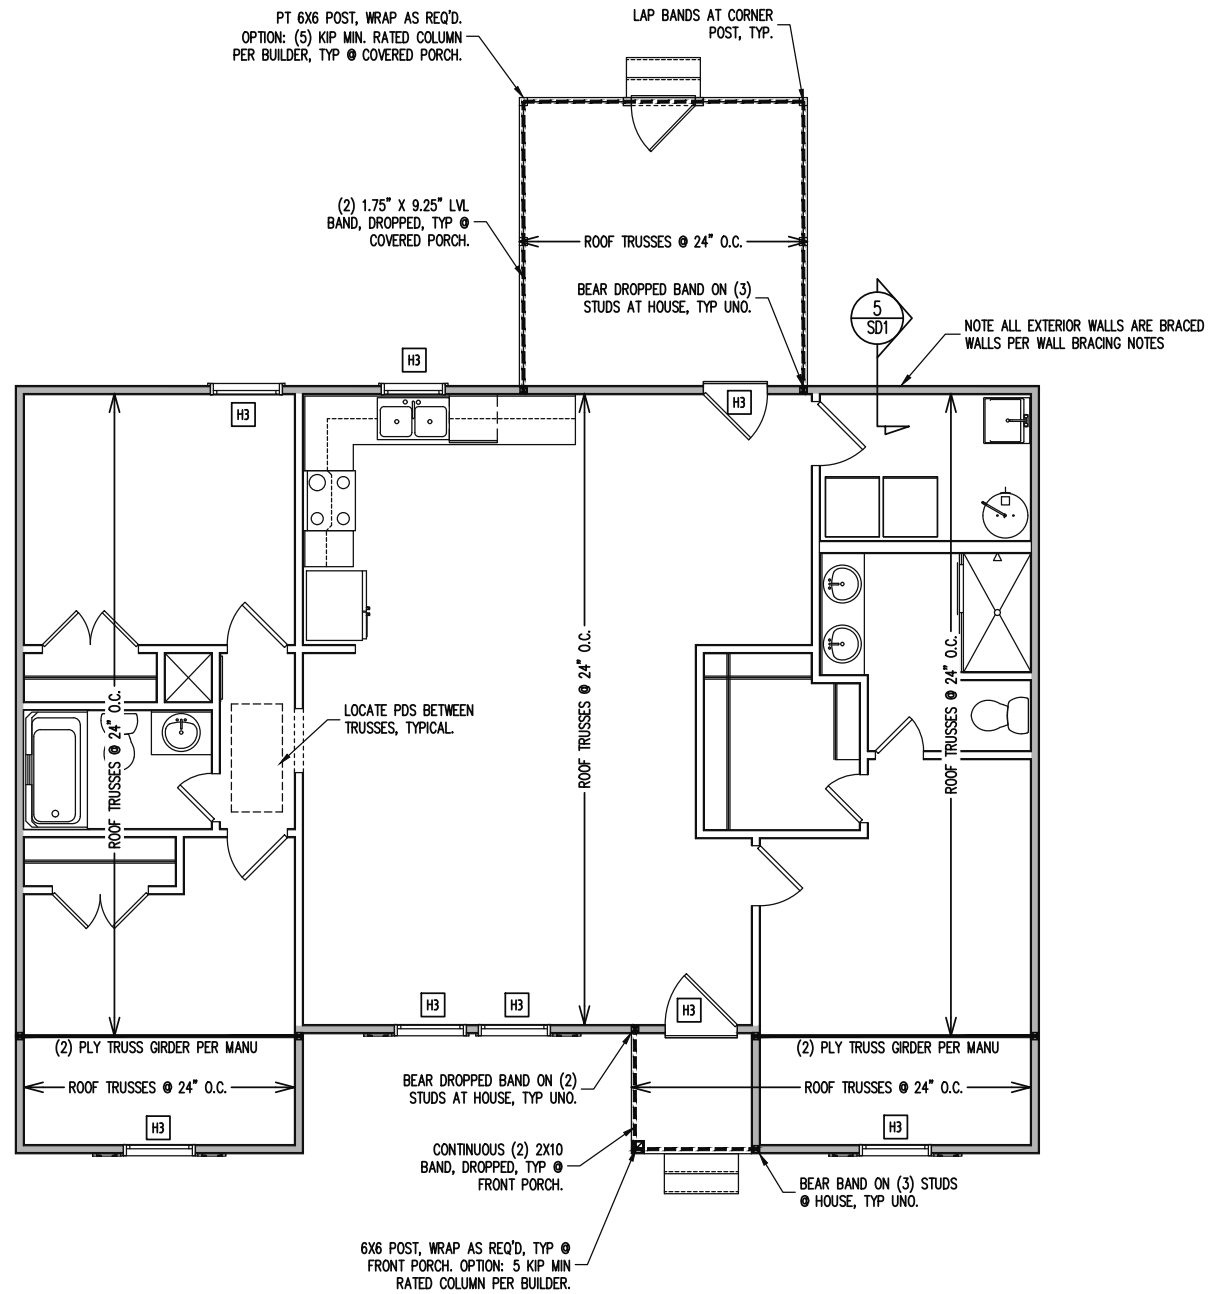 PT 6X6 POST, WRAP AS REQ'D.
OPTION: (5) KIP MIN. RATED COLUMN
PER BUILDER, TYP @ COVERED PORCH.
LAP BANDS AT CORNER
POST, TYP.
(2) 1.75" X 9.25" LVL
BAND, DROPPED, TYP @
COVERED PORCH.
ROOF TRUSSES @ 24" O.C.
BEAR DROPPED BAND ON (3)
STUDS AT HOUSE, TYP UNO.
5
SD1
NOTE ALL EXTERIOR WALLS ARE BRACED
WALLS PER WALL BRACING NOTES
H3
H3
H3
ROOF TRUSSES @ 24" O.C.
ROOF TRUSSES @ 24" O.C.
ROOF TRUSSES @ 24" O.C.
LOCATE PDS BETWEEN
TRUSSES, TYPICAL.
H3
H3
H3
(2) PLY TRUSS GIRDER PER MANU
(2) PLY TRUSS GIRDER PER MANU
ROOF TRUSSES @ 24" O.C.
ROOF TRUSSES @ 24" O.C.
BEAR DROPPED BAND ON (2)
STUDS AT HOUSE, TYP UNO.
H3
H3
CONTINUOUS (2) 2X10
BAND, DROPPED, TYP @
FRONT PORCH.
BEAR BAND ON (3) STUDS
@ HOUSE, TYP UNO.
6X6 POST, WRAP AS REQ'D, TYP @
FRONT PORCH. OPTION: 5 KIP MIN
RATED COLUMN PER BUILDER.